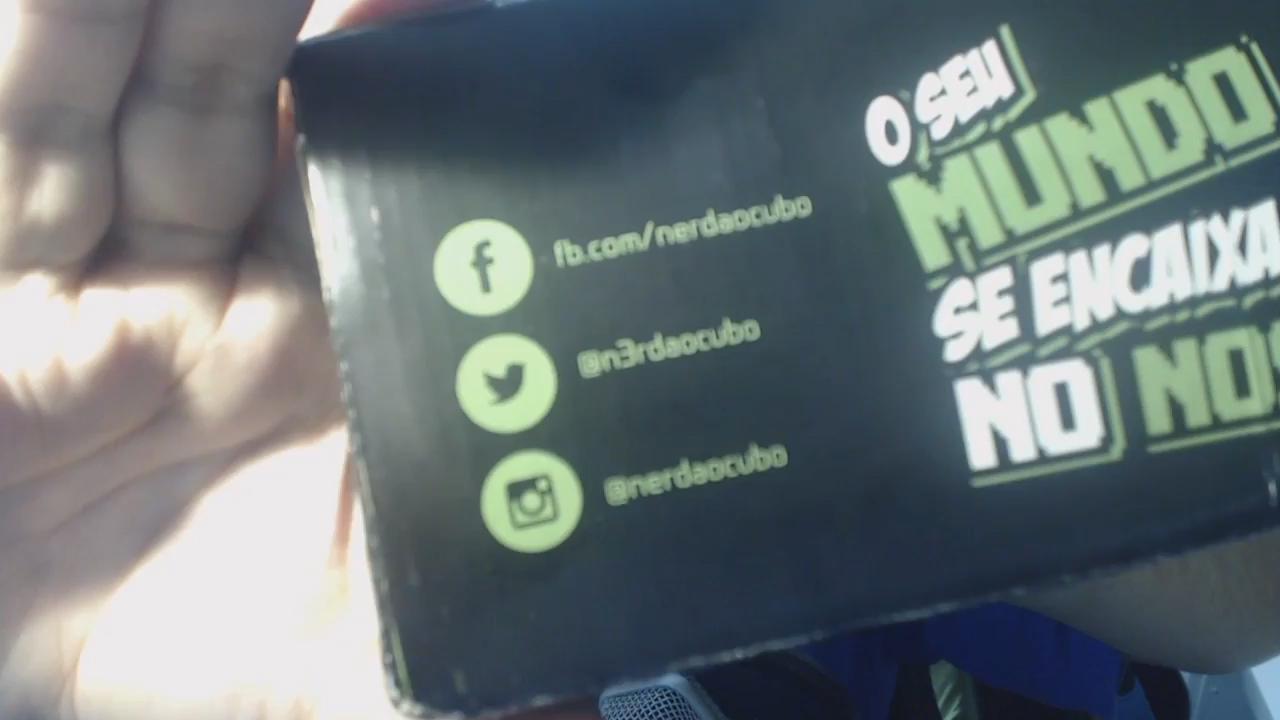 fb.com/nerdaocubo
@n3rdaocubo
@nerdaocubo
O SEU
MUNDO
SE ENCAIXA
NO